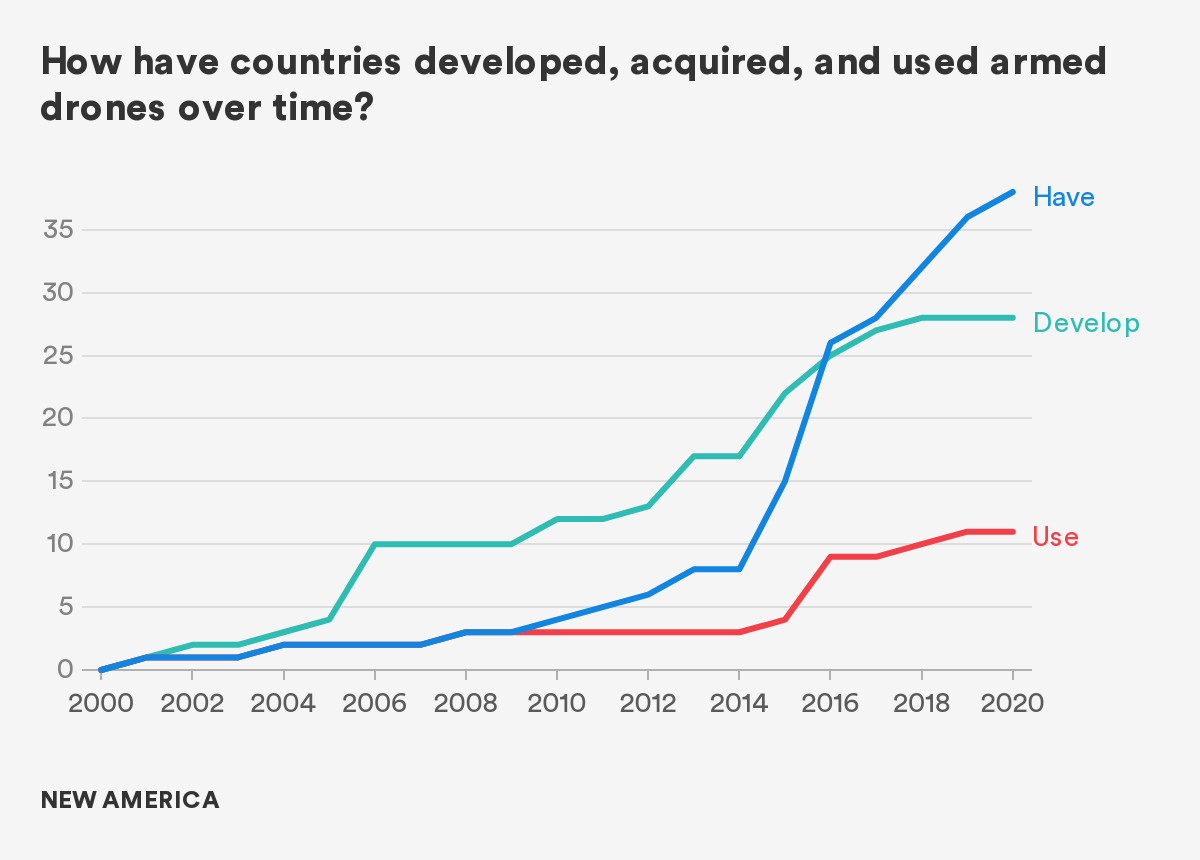 How have countries developed, acquired, and used armed
drones over time?
Have
35
30
Develop
25
20
15
10
Use
5
0
2000 2002 2004 2006 2008 2010 2012 2014 2016 2018 2020
NEW AMERICA